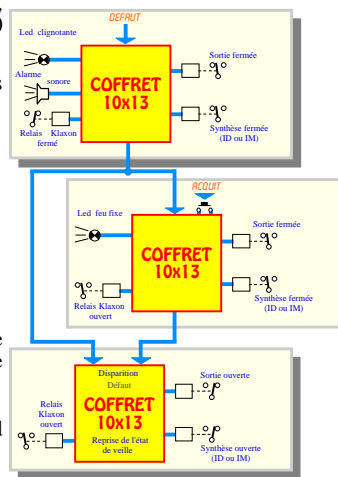 DEFAUT
Led clignotante
Sortie fermée
Alarme
sonore
COFFRET
10x13
Relais Klaxon
fermé
Synthèse fermée
(ID ou IM)
ACQUIT
Led feu fixe
Sortie fermée
COFFRET
10x13
Relais Klaxon
ouvert
Synthèse fermée
(ID ou IM)
Disparition
Défaut
Sortie ouverte
Relais
Klaxon
ouvert
COFFRET
10x13
Reprise de l'état
de veille
Synthèse ouverte
(ID ou IM)